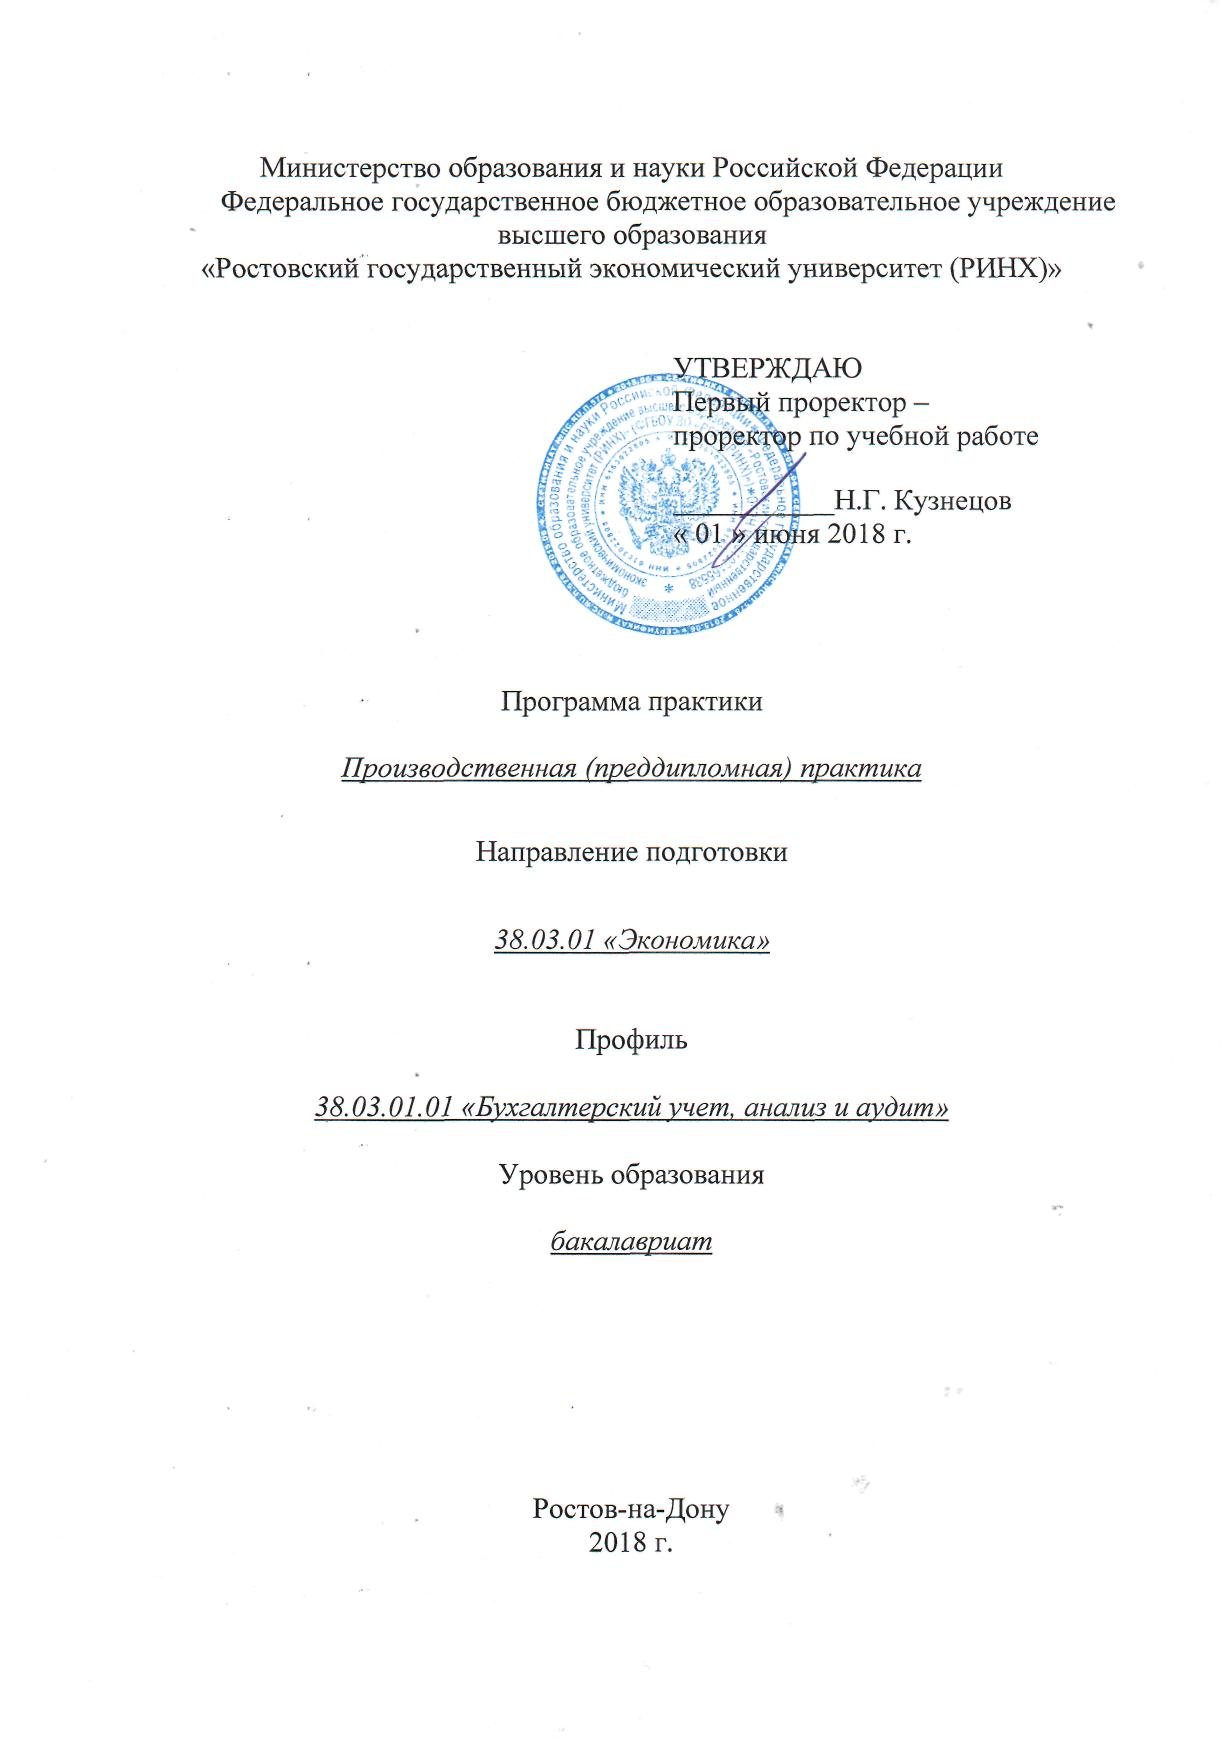 Министерство образования и науки Российской Федерации
Федеральное государственное бюджетное образовательное учреждение
высшего образования
«Ростовский государственный экономический университет (РИНХ)»
УТВЕРЖДАЮ
Первый проректор –
проректор по учебной работе
Н.Г. Кузнецов
« 01 » июня 2018 г.
Программа практики
Производственная (преддипломная) практика
Направление подготовки
38.03.01 «Экономика»
Профиль
38.03.01.01 «Бухгалтерский учет, анализ и аудит»
Уровень образования
бакалавриат
Ростов-на-Дону
2018 г.